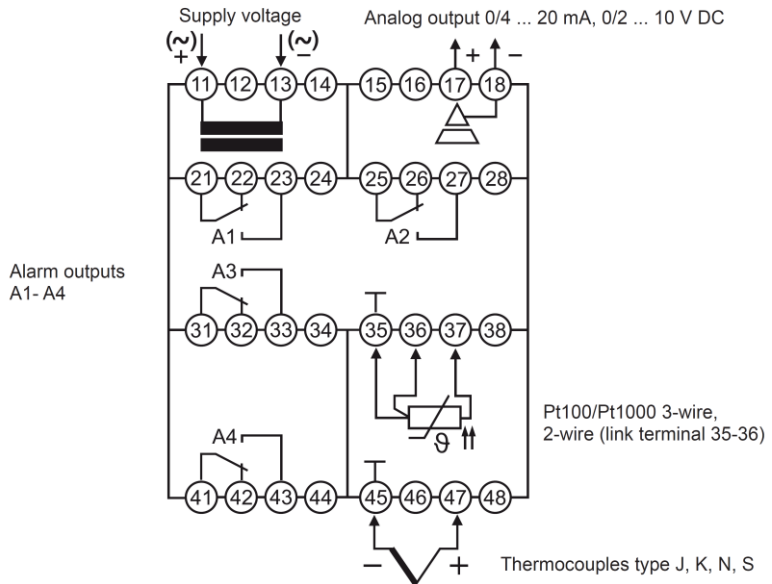 Supply voltage
Analog output 0/4 ... 20 mA, 0/2 ... 10 V DC
(~) (~) + -
+ -
11 12 13 14 15 16 17 18
21 22 23 24 25 26 27 28
A1 A2
Alarm outputs
A1- A4
A3
31 32 33 34 35 36 37 38
Pt100/Pt1000 3-wire,
2-wire (link terminal 35-36)
A4
ϑ
41 42 43 44 45 46 47 48
− +
Thermocouples type J, K, N, S